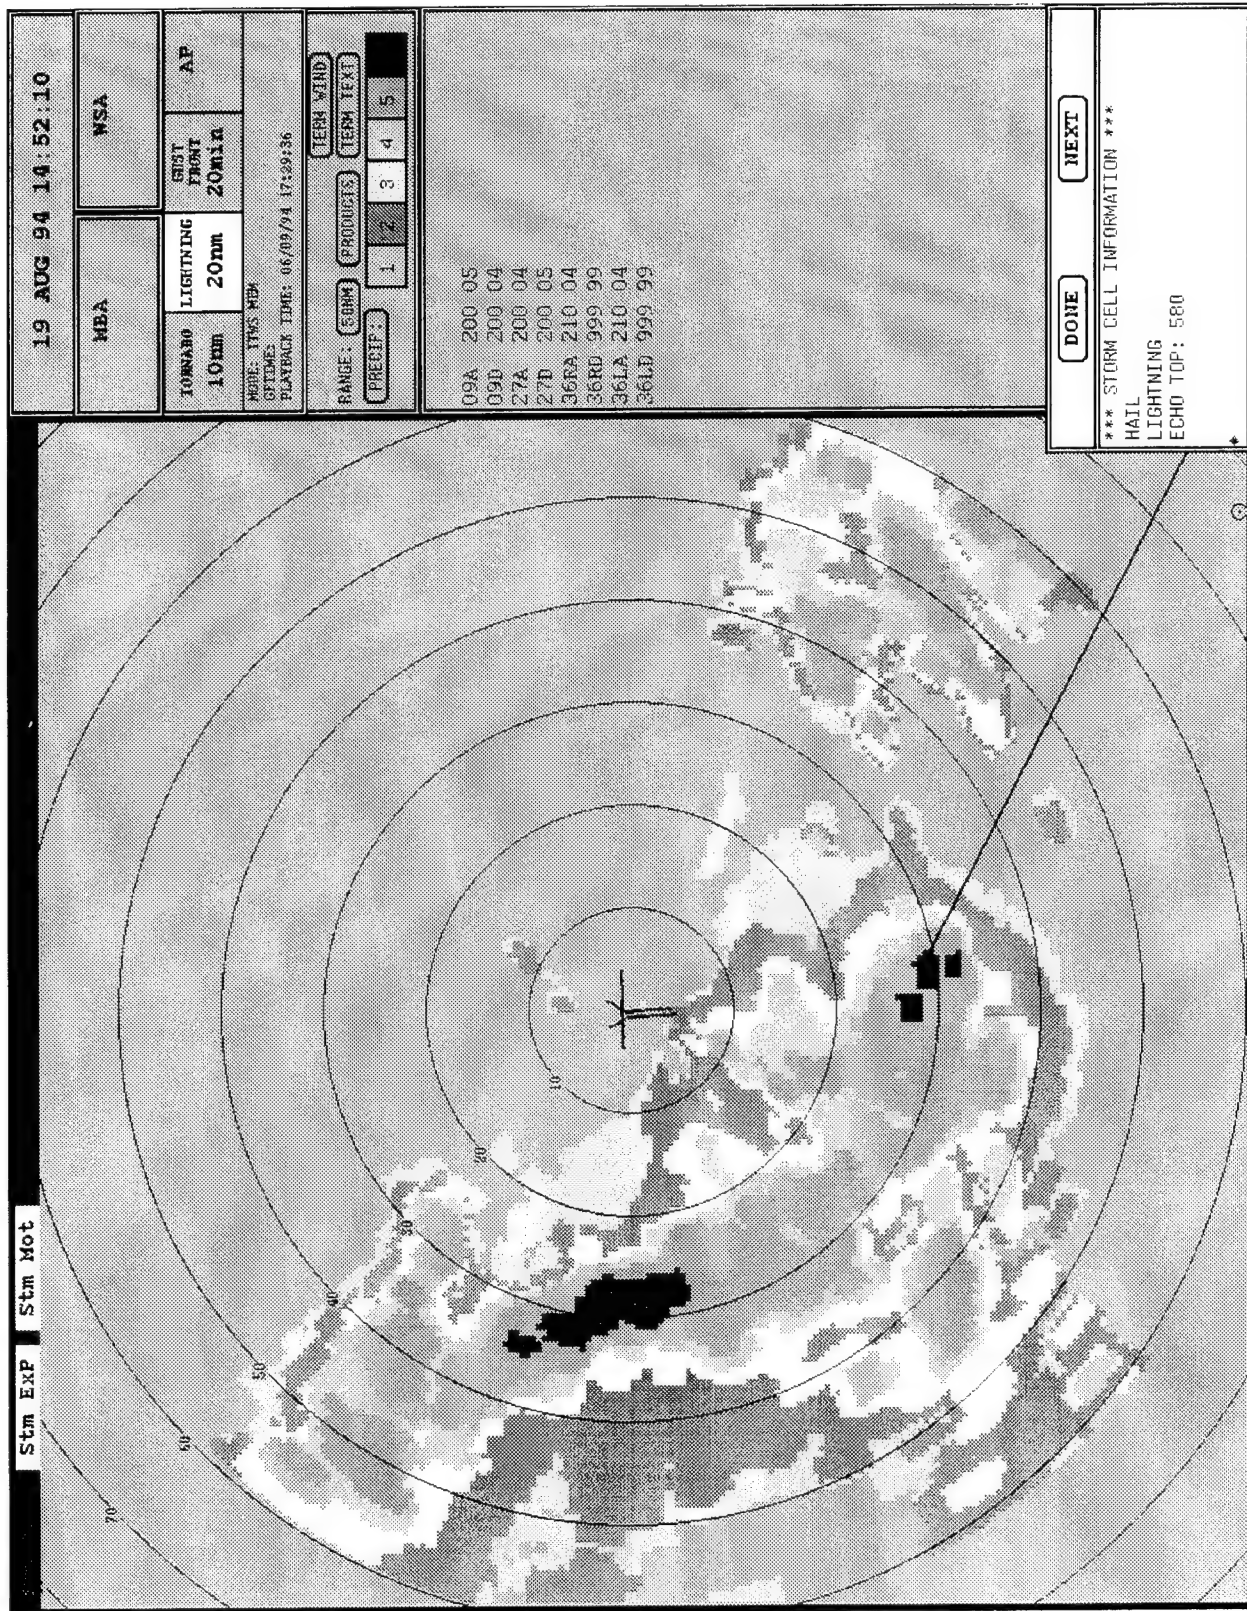 Stm ExP Stm Mot
19 AUG 94 14:52:10
MBA WSA
TORNADO 10nm
LIGHTNING 20nm
GUST FRONT 20min
AP
MODE: ITWS MEM
GFTIME:
PLAYBACK TIME: 06/09/94 17:29:36
RANGE: 50NM PRODUCTS TERM WIND
PRECIP: 1 2 3 4 5 TERM TEXT
09A 200 05
09D 200 04
27A 200 04
27D 200 05
36RA 210 04
36RD 999 99
36LA 210 04
36LD 999 99
DONE NEXT
*** STORM CELL INFORMATION ***
HAIL
LIGHTNING
ECHO TOP: 580
10
20
30
40
50
60
70